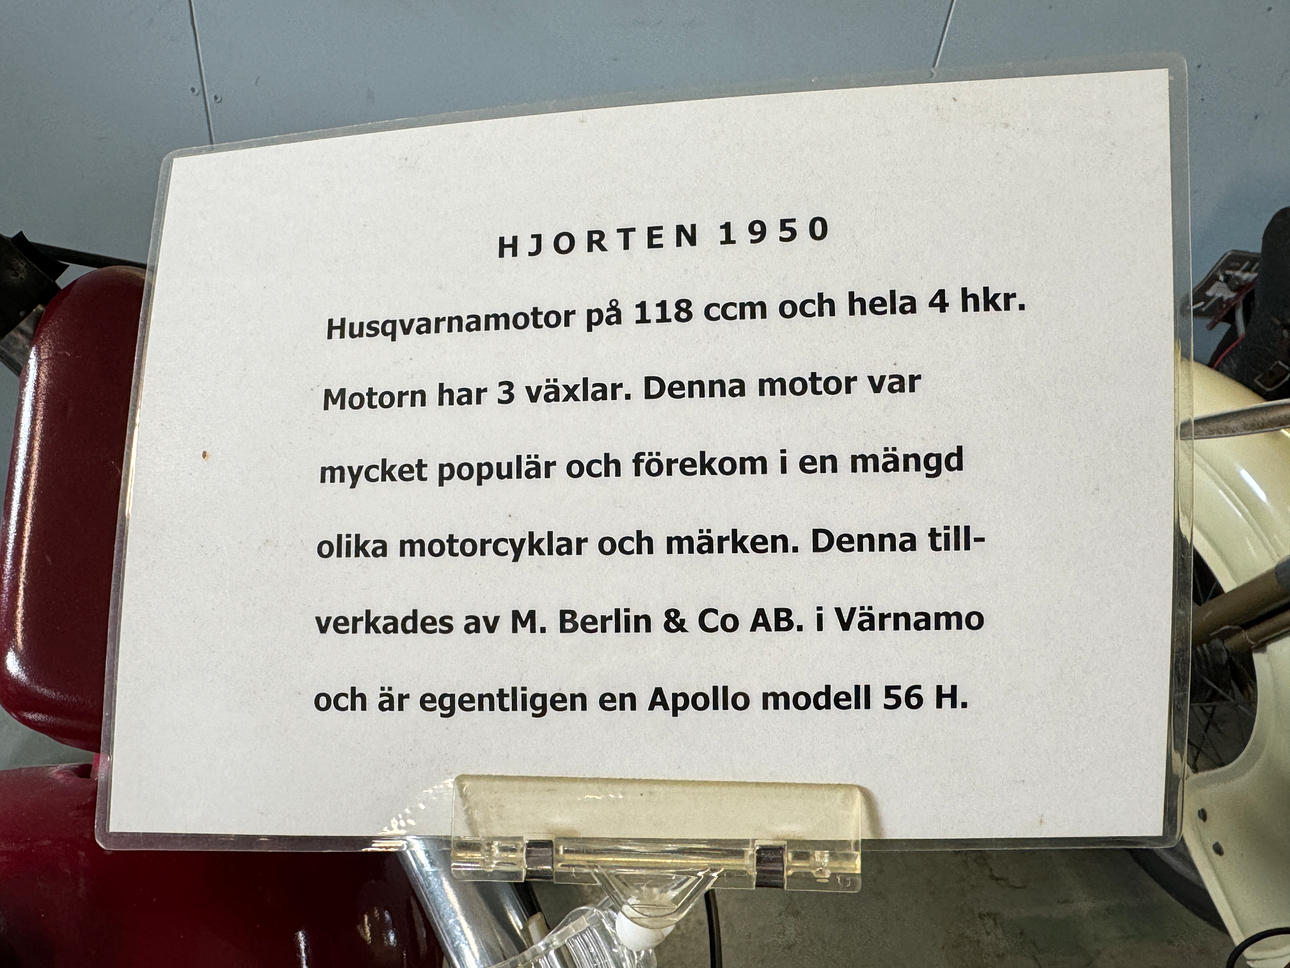 HJORTEN 1950
Husqvarnamotor på 118 ccm och hela 4 hkr.
Motorn har 3 växlar. Denna motor var
mycket populär och förekom i en mängd
olika motorcyklar och märken. Denna till-
verkades av M. Berlin & Co AB. i Värnamo
och är egentligen en Apollo modell 56 H.